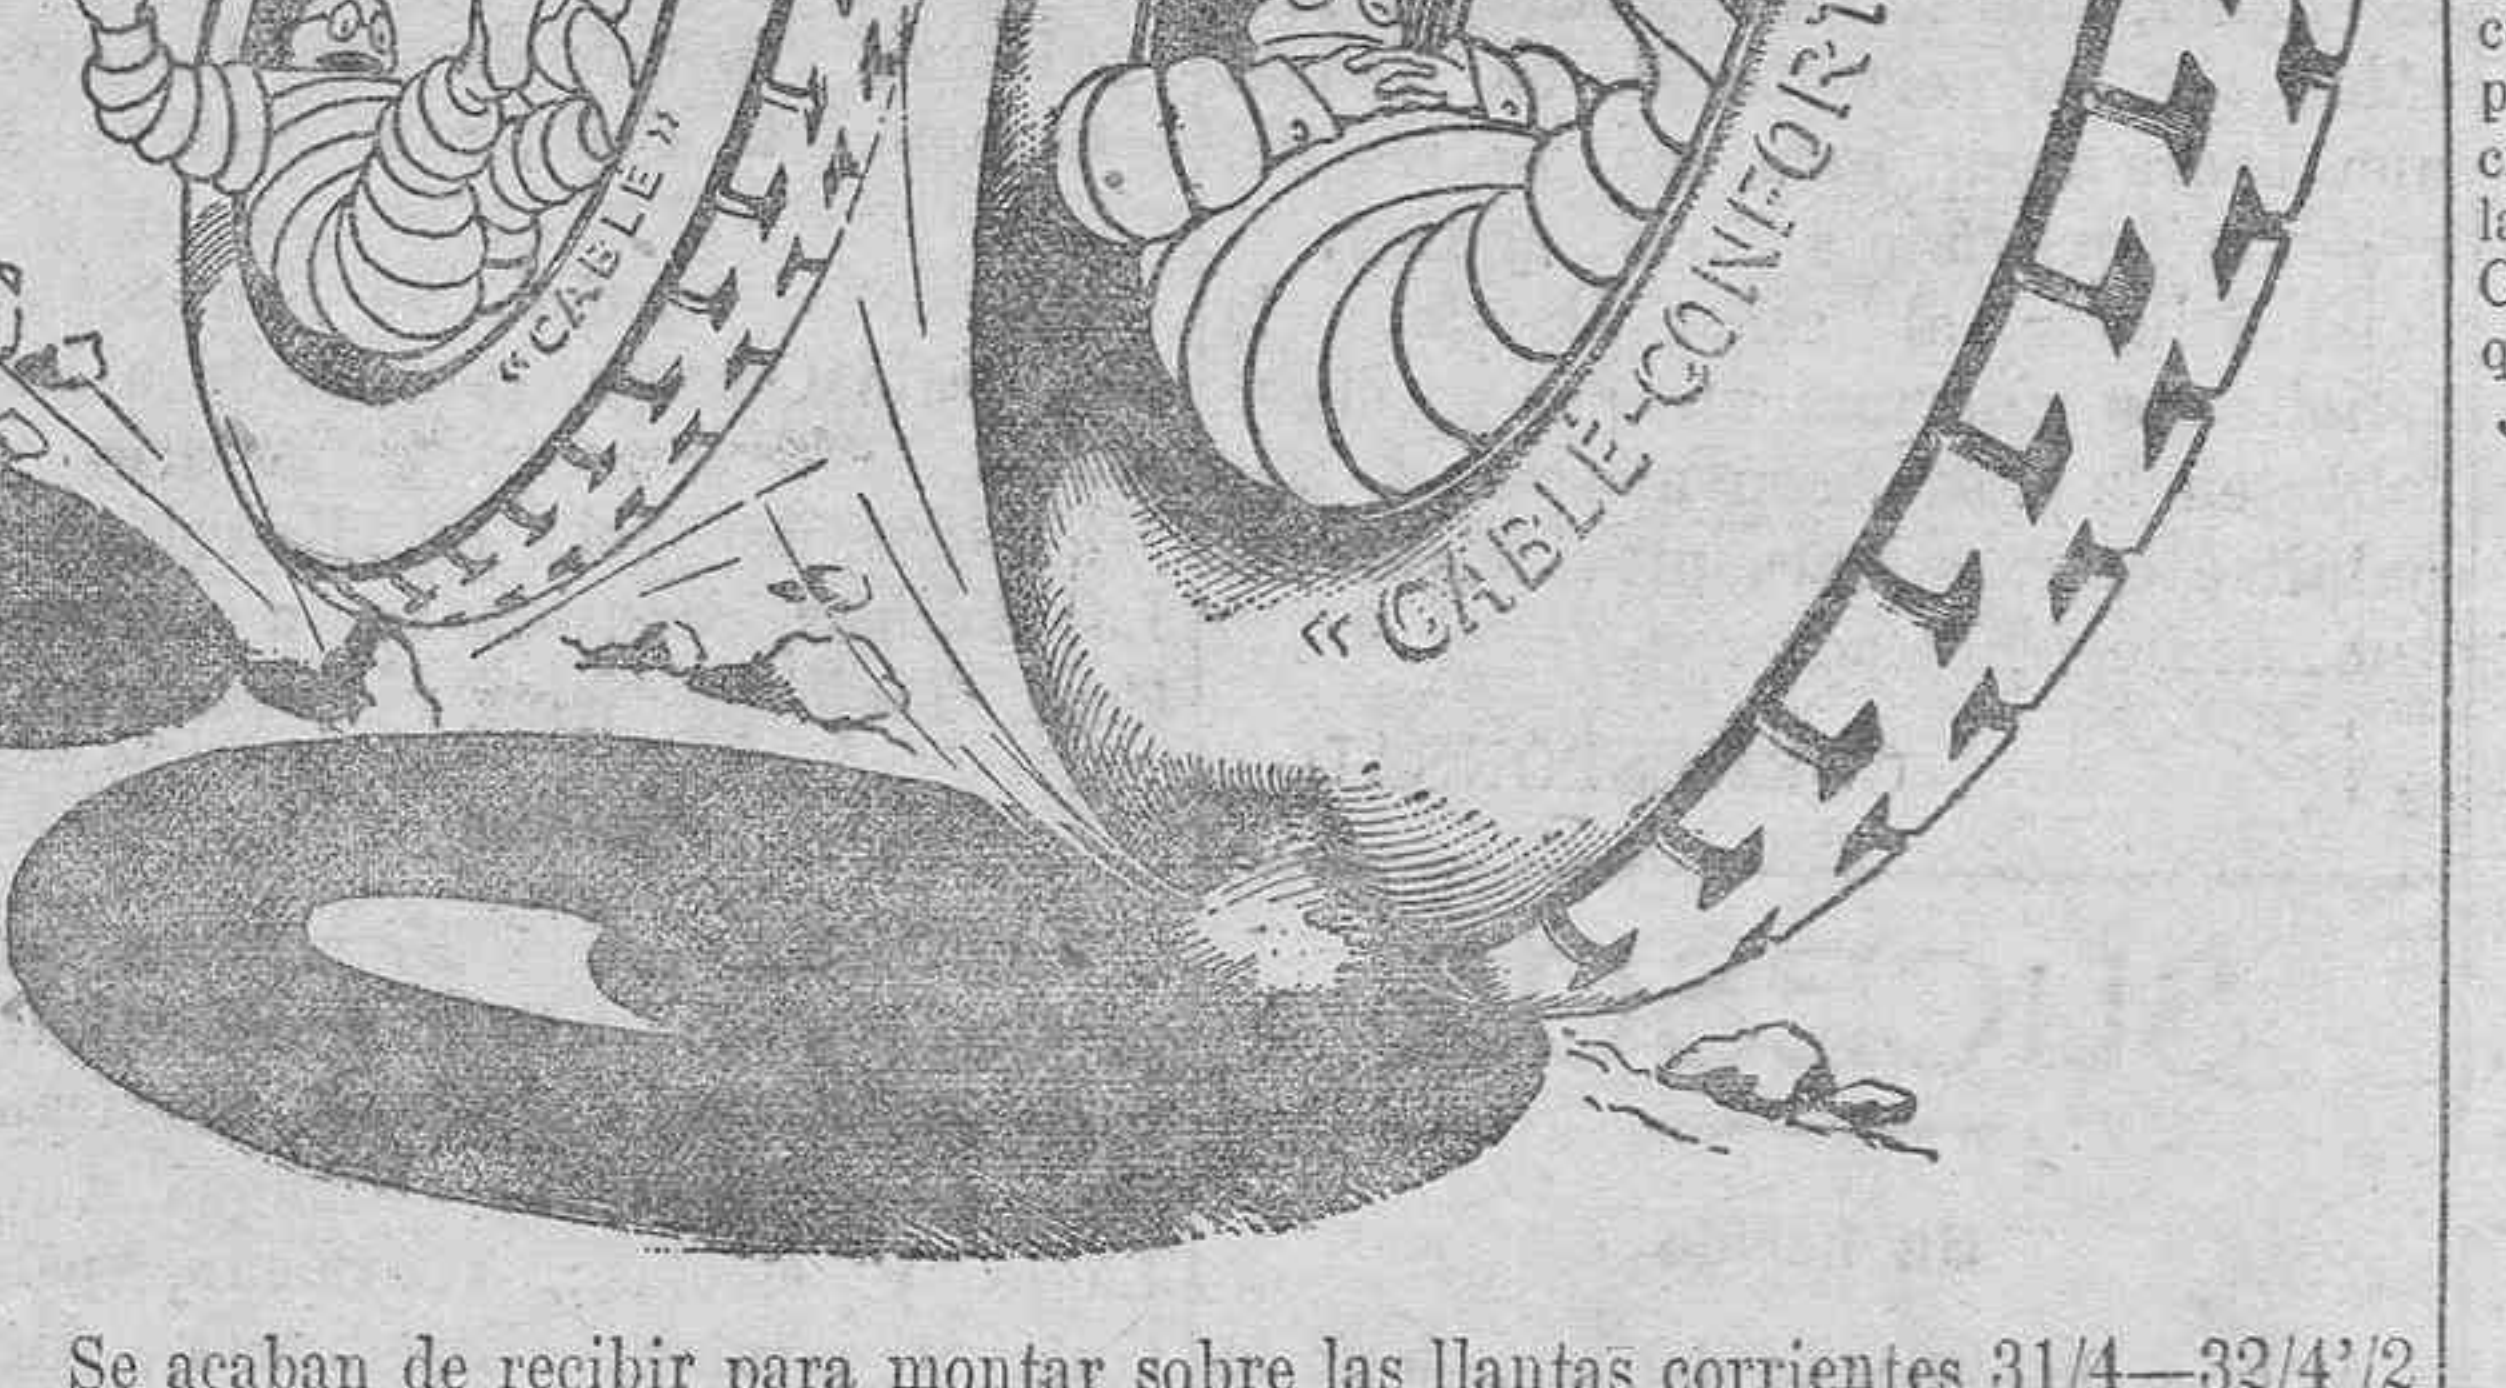 "CABLE"
"CABLE-CONFORT
Se acaban de recibir para montar sobre las llantas corrientes 31/4—32/4'/2